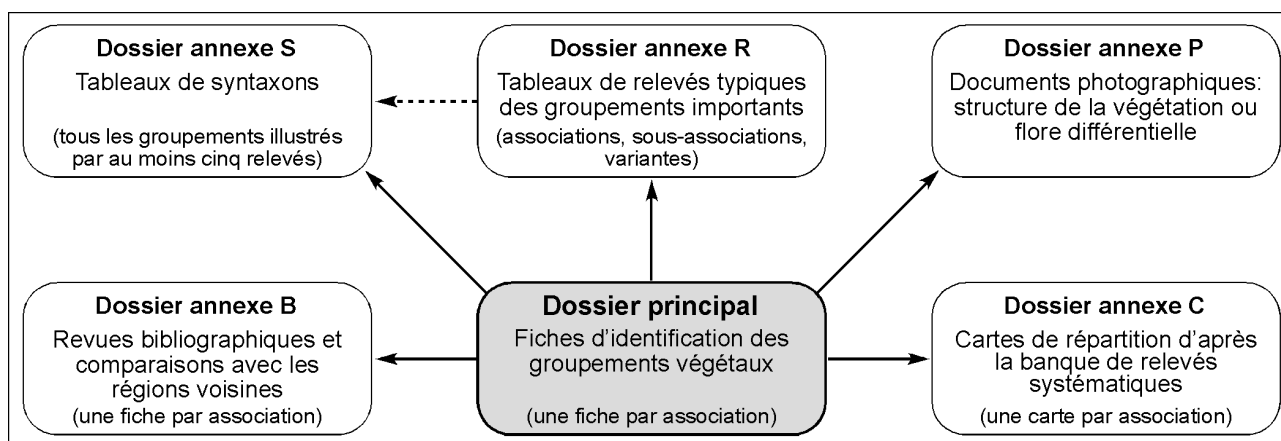 Dossier annexe S
Tableaux de syntaxons
(tous les groupements illustrés
par au moins cinq relevés)
Dossier annexe R
Tableaux de relevés typiques
des groupements importants
(associations, sous-associations,
variantes)
Dossier annexe P
Documents photographiques:
structure de la végétation ou
flore différentielle
Dossier annexe B
Revues bibliographiques et
comparaisons avec les
régions voisines
(une fiche par association)
Dossier principal
Fiches d'identification des
groupements végétaux
(une fiche par association)
Dossier annexe C
Cartes de répartition d'après
la banque de relevés
systématiques
(une carte par association)